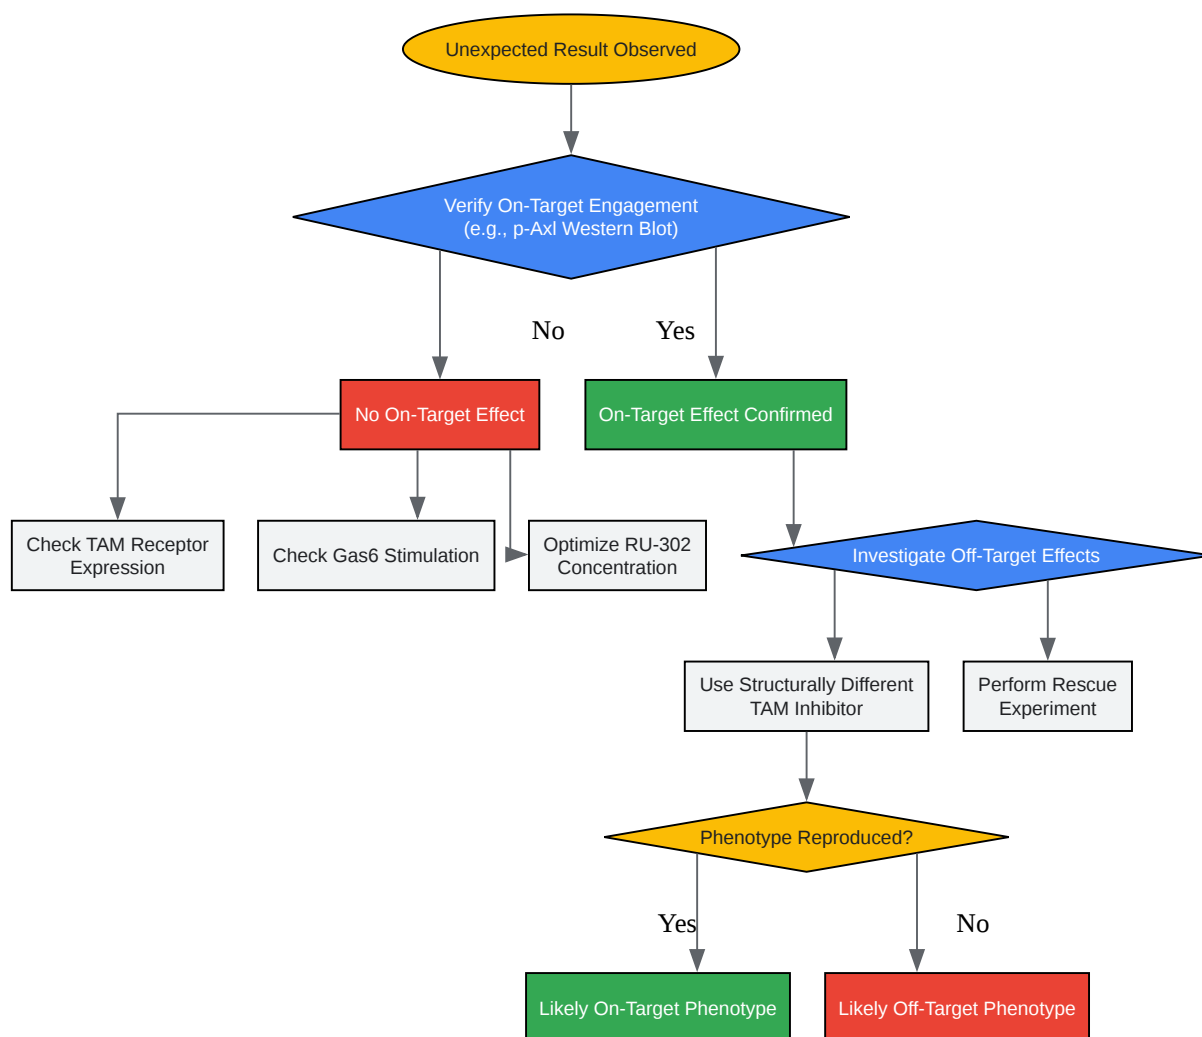 Unexpected Result Observed
Verify On-Target Engagement
(e.g., p-Axl Western Blot)
No
Yes
No On-Target Effect
On-Target Effect Confirmed
Check TAM Receptor
Expression
Check Gas6 Stimulation
Optimize RU-302
Concentration
Investigate Off-Target Effects
Use Structurally Different
TAM Inhibitor
Perform Rescue
Experiment
Phenotype Reproduced?
Yes
No
Likely On-Target Phenotype
Likely Off-Target Phenotype